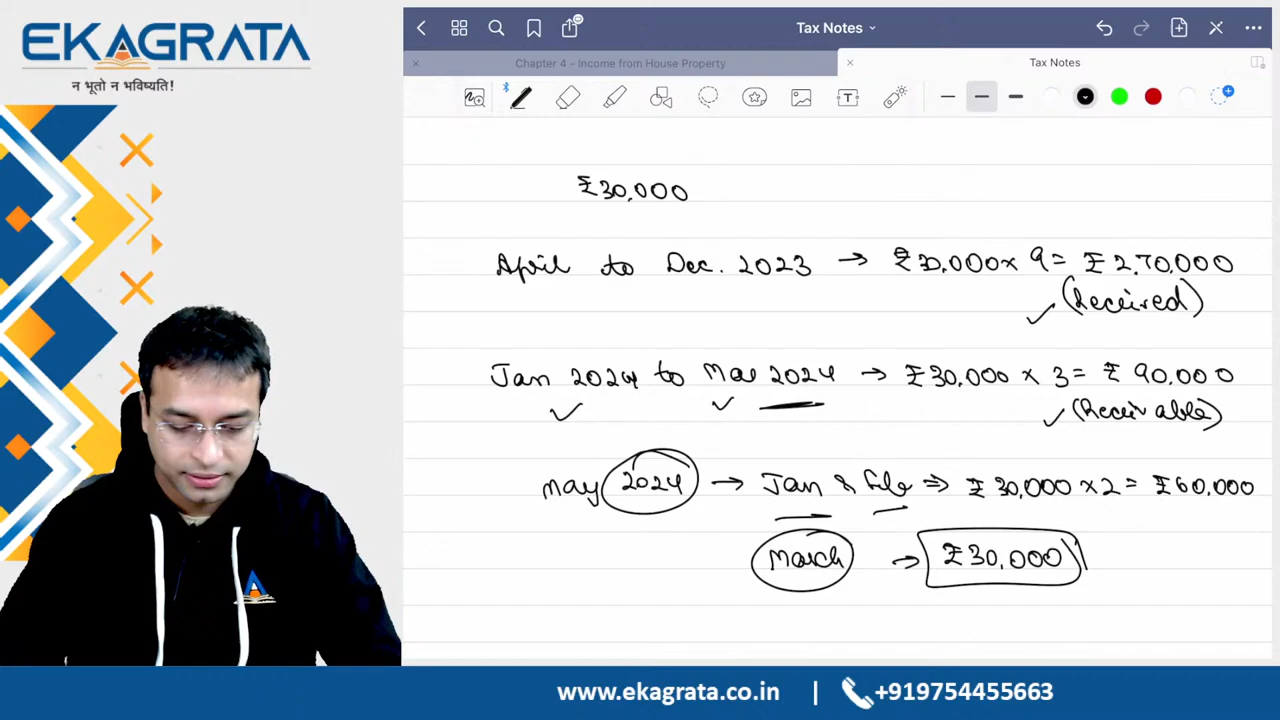 EKAGRATA
न भूतो न भविष्यति!
Tax Notes
Chapter 4 - Income from House Property
Tax Notes
T
₹30,000
April to Dec. 2023 → ₹30,000 × 9 = ₹2,70,000
(Received)
Jan 2024 to Mar 2024 → ₹30,000 × 3 = ₹90,000
(Receivable)
May 2024 → Jan & Feb ⇒ ₹30,000 × 2 = ₹60,000
March → ₹30,000
www.ekagrata.co.in | +919754455663